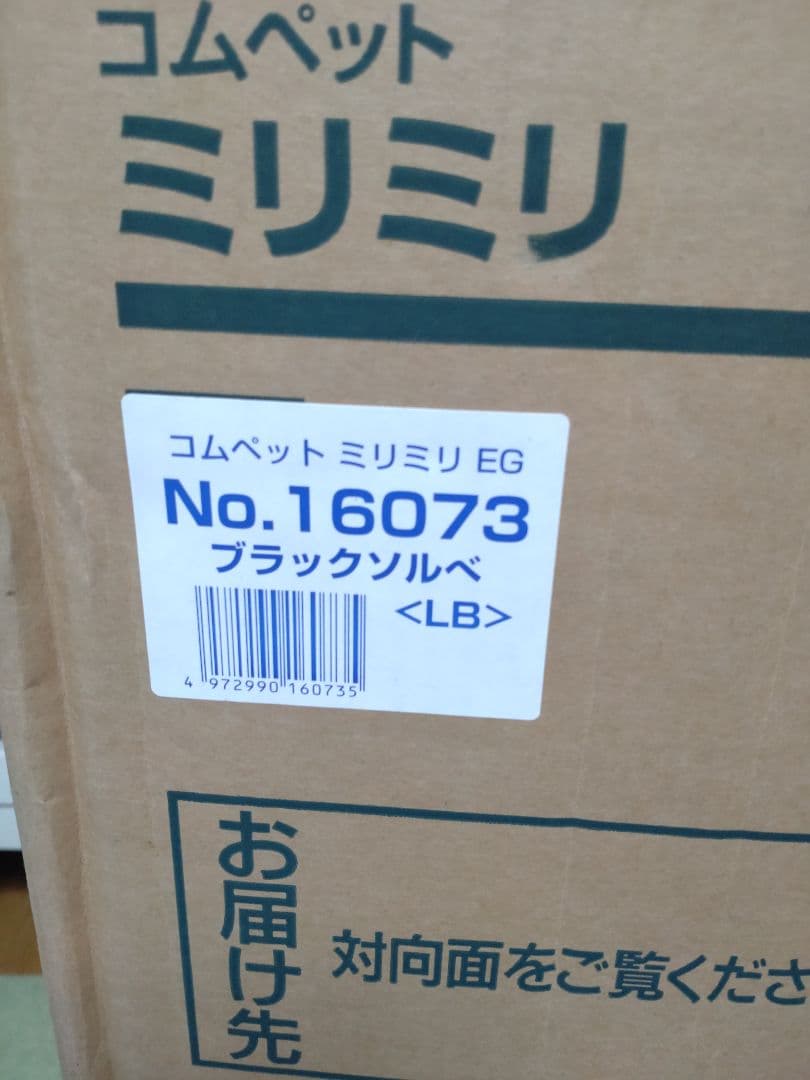 コムペット
ミリミリ
コムペット ミリミリ EG
No.16073
ブラックソルベ
<LB>
4 972990 160735
お届け先
対向面をご覧くださ